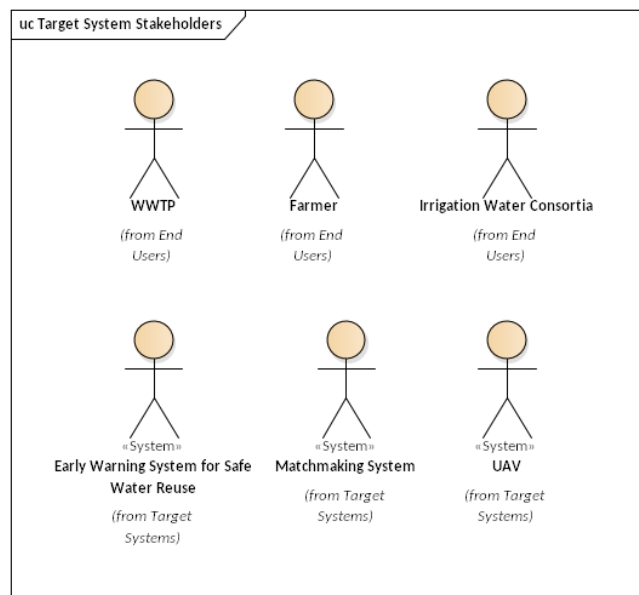 uc Target System Stakeholders
WWTP
(from End
Users)
Farmer
(from End
Users)
Irrigation Water Consortia
(from End
Users)
«System»
Early Warning System for Safe
Water Reuse
(from Target
Systems)
«System»
Matchmaking System
(from Target
Systems)
«System»
UAV
(from Target
Systems)